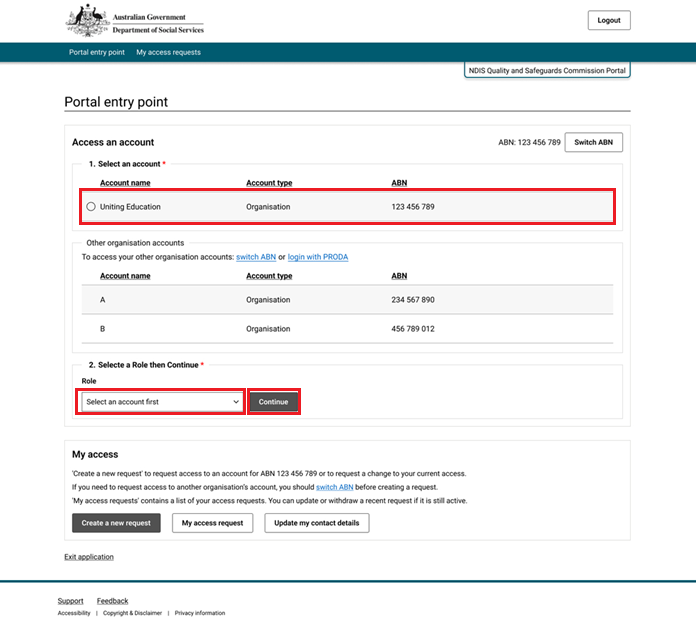 Australian Government
Department of Social Services
Logout
Portal entry point My access requests
NDIS Quality and Safeguards Commission Portal
Portal entry point
Access an account ABN: 123 456 789 Switch ABN
1. Select an account *
Account name Account type ABN
Uniting Education Organisation 123 456 789
Other organisation accounts
To access your other organisation accounts: switch ABN or login with PRODA
Account name Account type ABN
A Organisation 234 567 890
B Organisation 456 789 012
2. Selecte a Role then Continue *
Role
Select an account first Continue
My access
'Create a new request' to request access to an account for ABN 123 456 789 or to request a change to your current access.
If you need to request access to another organisation's account, you should switch ABN before creating a request.
'My access requests' contains a list of your access requests. You can update or withdraw a recent request if it is still active.
Create a new request My access request Update my contact details
Exit application
Support Feedback
Accessibility | Copyright & Disclaimer | Privacy information